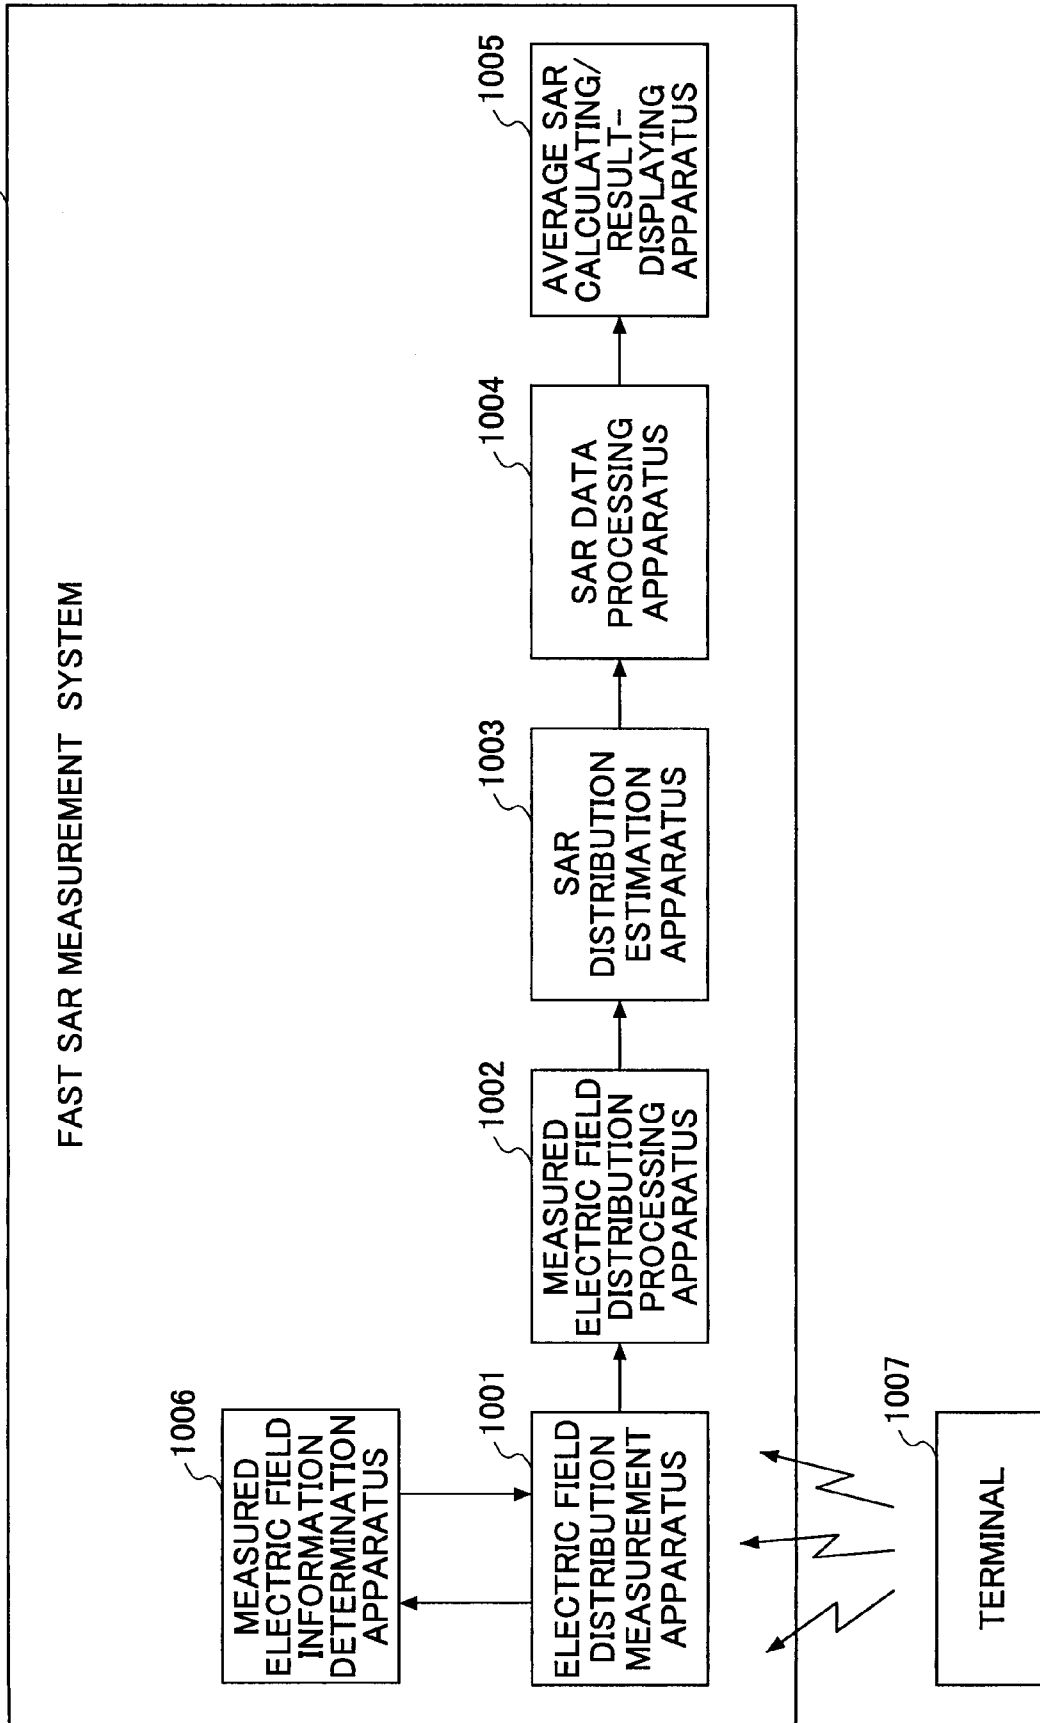 FAST SAR MEASUREMENT SYSTEM
1006
MEASURED
ELECTRIC FIELD
INFORMATION
DETERMINATION
APPARATUS
1001
ELECTRIC FIELD
DISTRIBUTION
MEASUREMENT
APPARATUS
1002
MEASURED
ELECTRIC FIELD
DISTRIBUTION
PROCESSING
APPARATUS
1003
SAR
DISTRIBUTION
ESTIMATION
APPARATUS
1004
SAR DATA
PROCESSING
APPARATUS
1005
AVERAGE SAR
CALCULATING/
RESULT-
DISPLAYING
APPARATUS
1007
TERMINAL